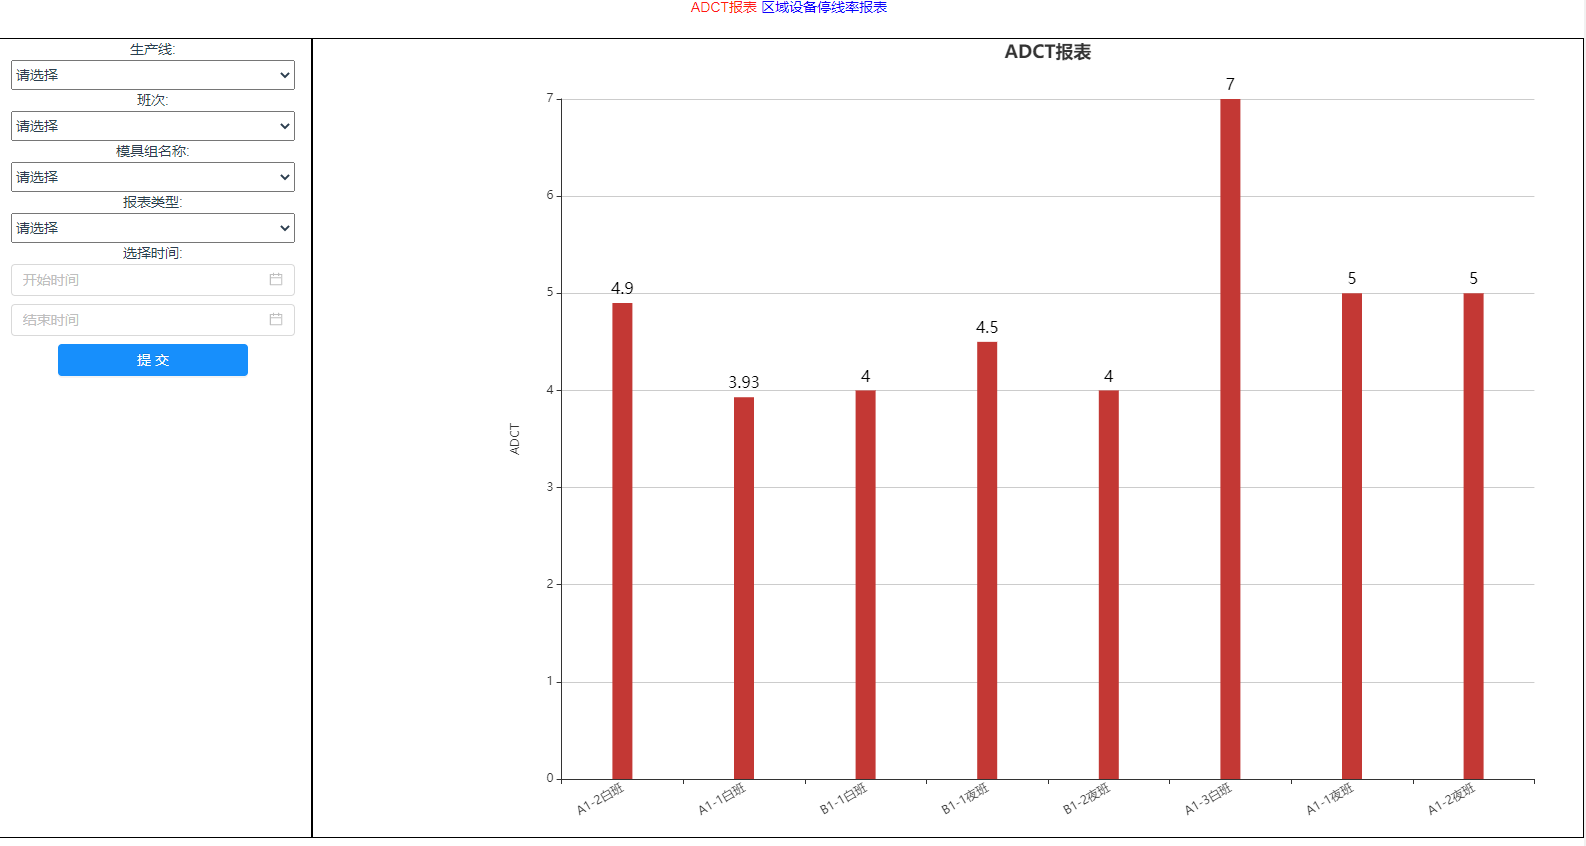 ADCT报表 区域设备停线率报表
生产线:
请选择
班次:
请选择
模具组名称:
请选择
报表类型:
请选择
选择时间:
开始时间
结束时间
提 交
ADCT报表
ADCT
7
6
5
4
3
2
1
0
4.9
3.93
4
4.5
4
7
5
5
A1-2白班
A1-1白班
B1-1白班
B1-1夜班
B1-2夜班
A1-3白班
A1-1夜班
A1-2夜班